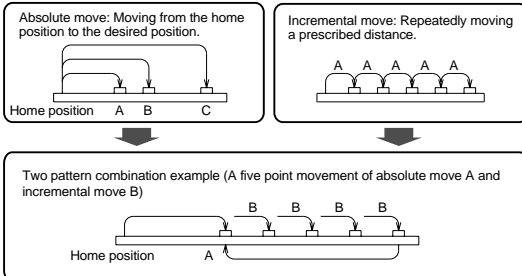 Absolute move: Moving from the home
position to the desired position.
Home position A B C
Incremental move: Repeatedly moving
a prescribed distance.
A A A A A
Two pattern combination example (A five point movement of absolute move A and
incremental move B)
B B B B
Home position A